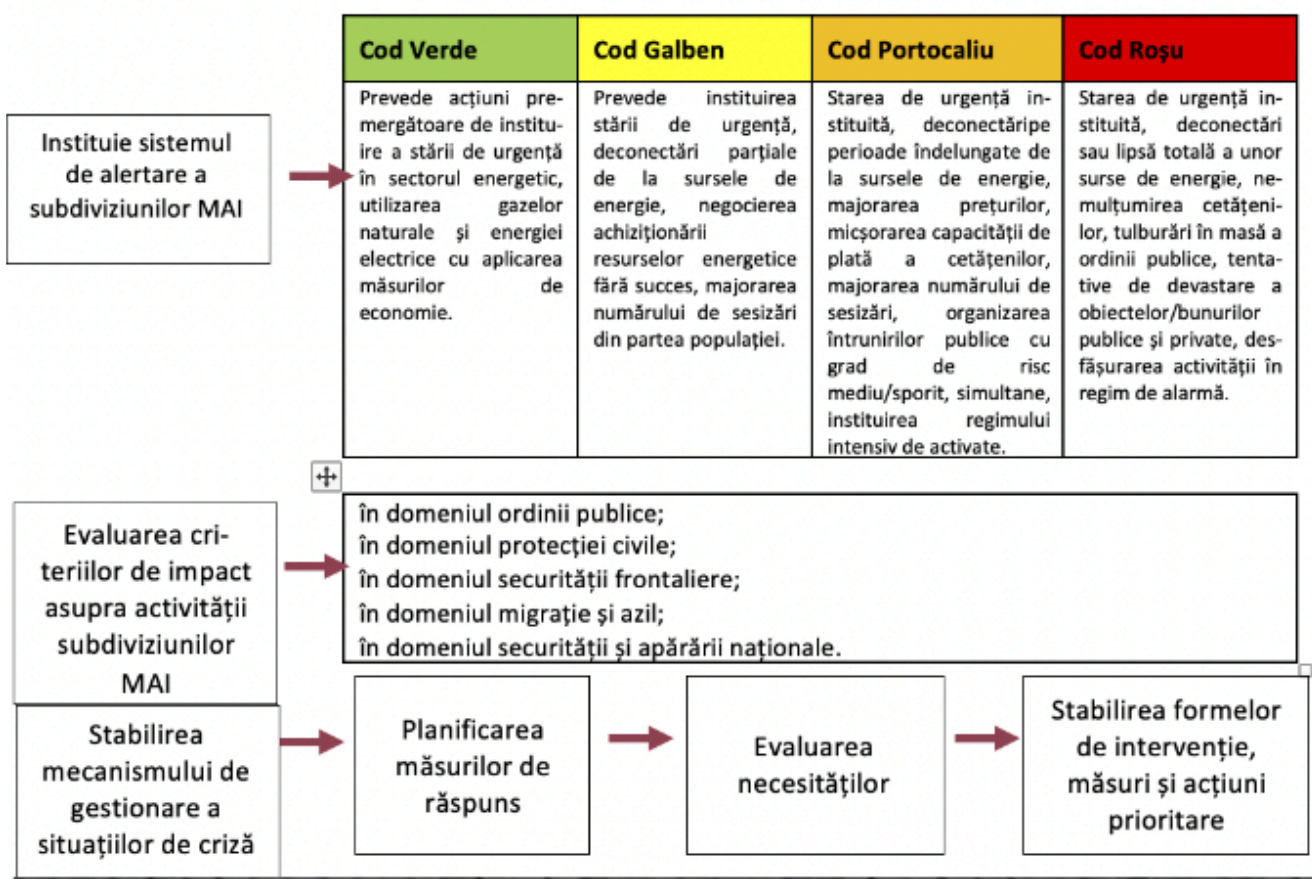 Cod Verde
Cod Galben
Cod Portocaliu
Cod Roșu
Instituie sistemul
de alertare a
subdiviziunilor MAI
Prevede acțiuni pre-
mergătoare de institu-
ire a stării de urgență
în sectorul energetic,
utilizarea gazelor
naturale și energiei
electrice cu aplicarea
măsurilor de
economie.
Prevede instituirea
stării de urgență,
deconectări parțiale
de la sursele de
energie, negocierea
achiziționării
resurselor energetice
fără succes, majorarea
numărului de sesizări
din partea populației.
Starea de urgență in-
stituită, deconectăripe
perioade îndelungate de
la sursele de energie,
majorarea prețurilor,
micșorarea capacității de
plată a cetățenilor,
majorarea numărului de
sesizări, organizarea
întrunirilor publice cu
grad de risc
mediu/sporit, simultane,
instituirea regimului
intensiv de activate.
Starea de urgență in-
stituită, deconectări
sau lipsă totală a unor
surse de energie, ne-
mulțumirea cetățeni-
lor, tulburări în masă a
ordinii publice, tenta-
tive de devastare a
obiectelor/bunurilor
publice și private, des-
fășurarea activității în
regim de alarmă.
Evaluarea cri-
teriilor de impact
asupra activității
subdiviziunilor
MAI
în domeniul ordinii publice;
în domeniul protecției civile;
în domeniul securității frontaliere;
în domeniul migrație și azil;
în domeniul securității și apărării naționale.
Stabilirea
mecanismului de
gestionare a
situațiilor de criză
Planificarea
măsurilor de
răspuns
Evaluarea
necesităților
Stabilirea formelor
de intervenție,
măsuri și acțiuni
prioritare